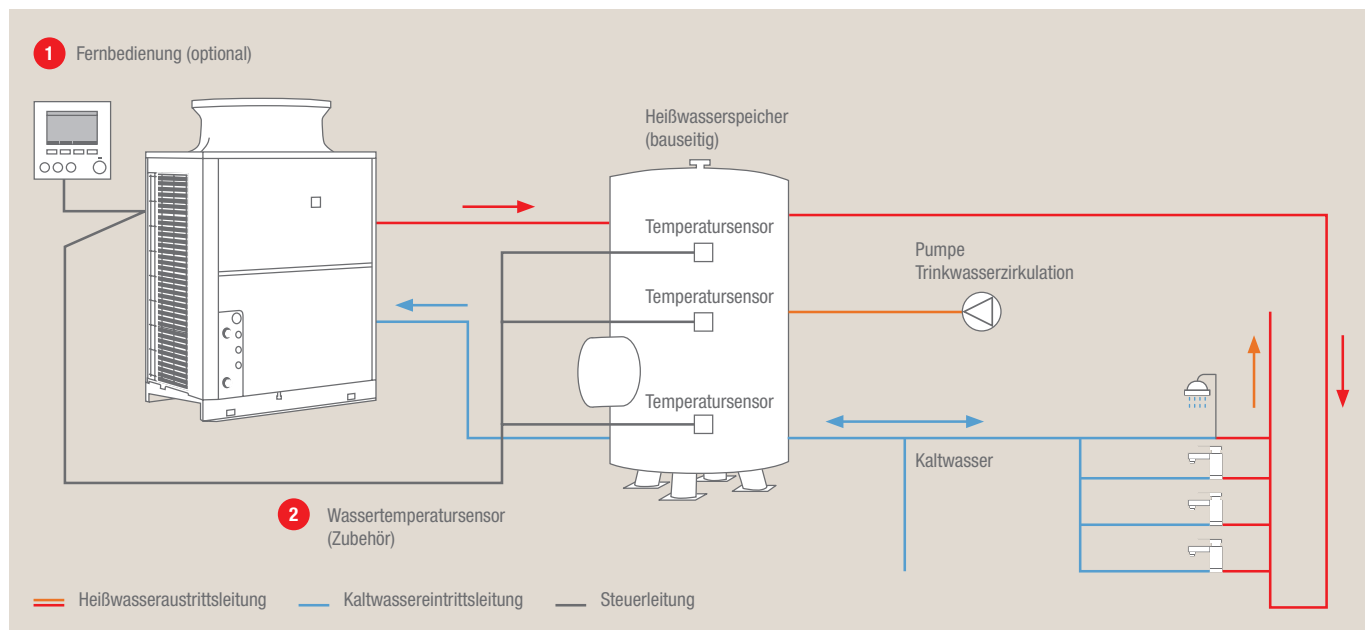 1 Fernbedienung (optional)
Heißwasserspeicher
(bauseitig)
Temperatursensor
Pumpe
Trinkwasserzirkulation
Temperatursensor
Temperatursensor
Kaltwasser
2 Wassertemperatursensor
(Zubehör)
Heißwasseraustrittsleitung Kaltwassereintrittsleitung Steuerleitung